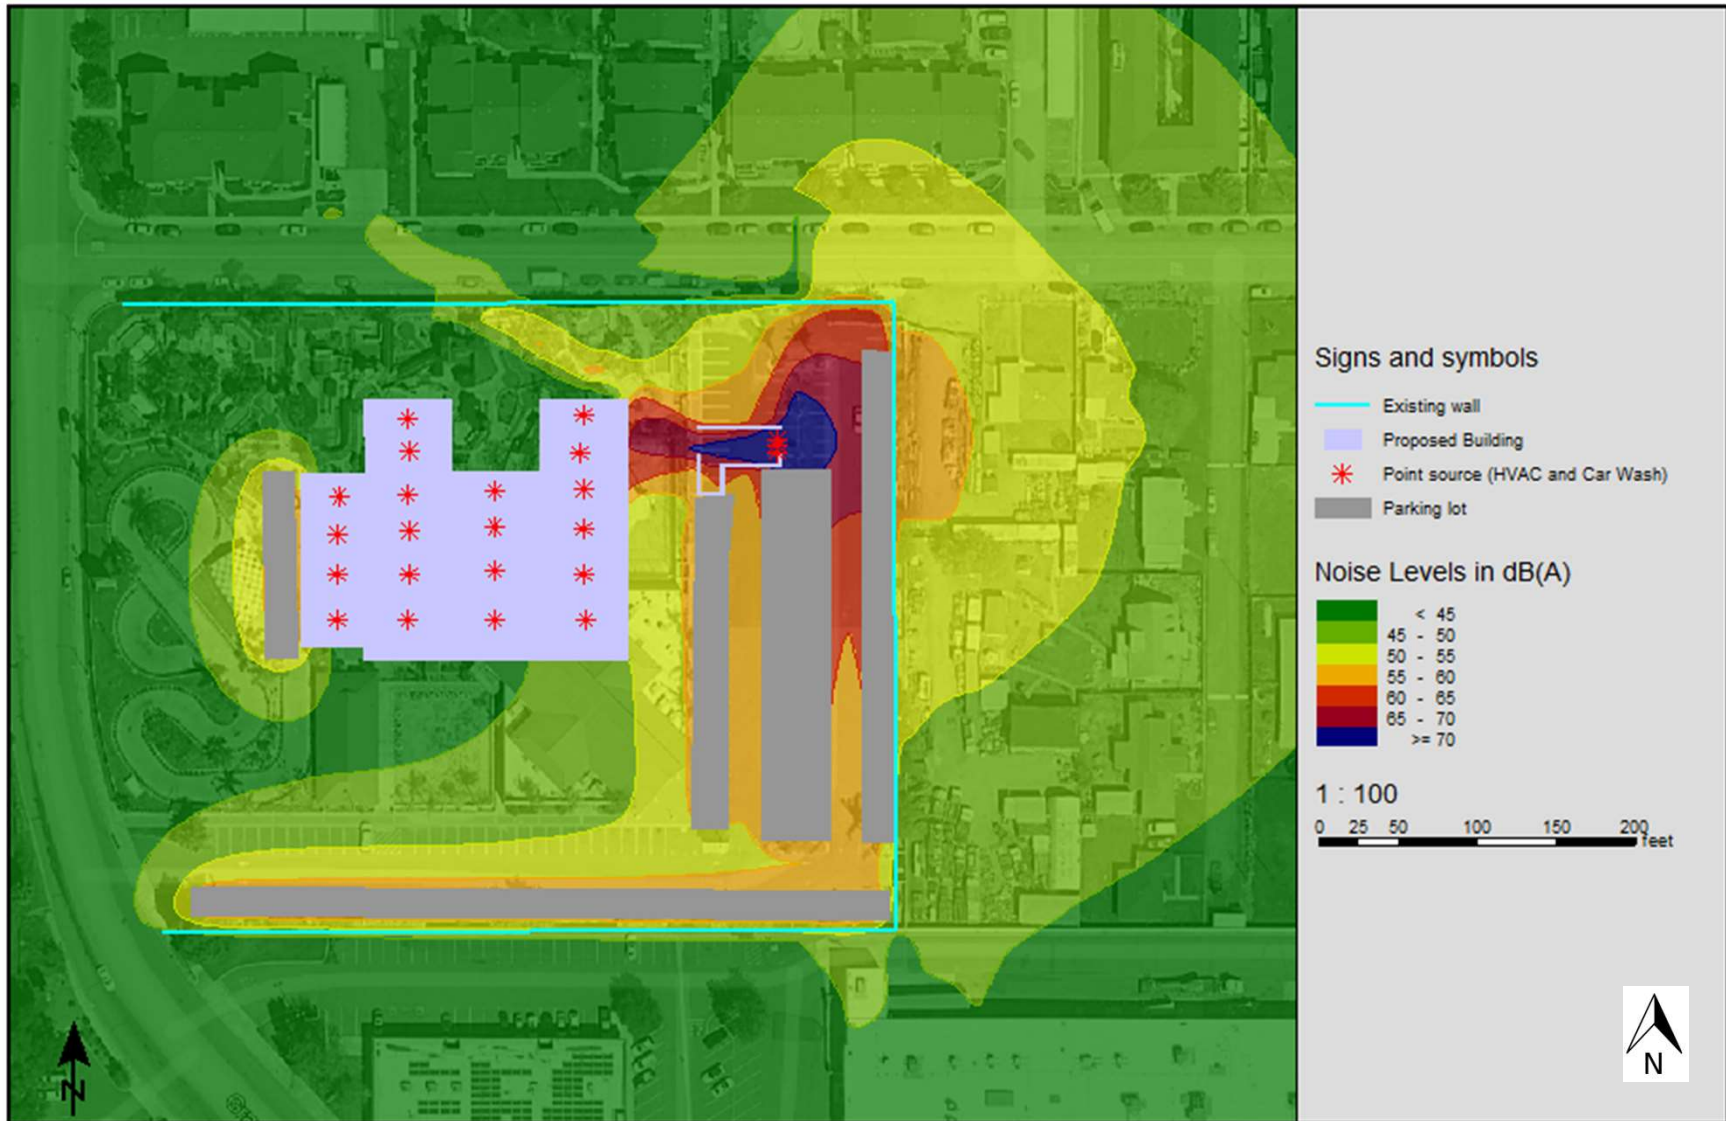 Signs and symbols
Existing wall
Proposed Building
Point source (HVAC and Car Wash)
Parking lot
Noise Levels in dB(A)
< 45
45 - 50
50 - 55
55 - 60
60 - 65
65 - 70
>= 70
1 : 100
0 25 50 100 150 200
feet
N
N